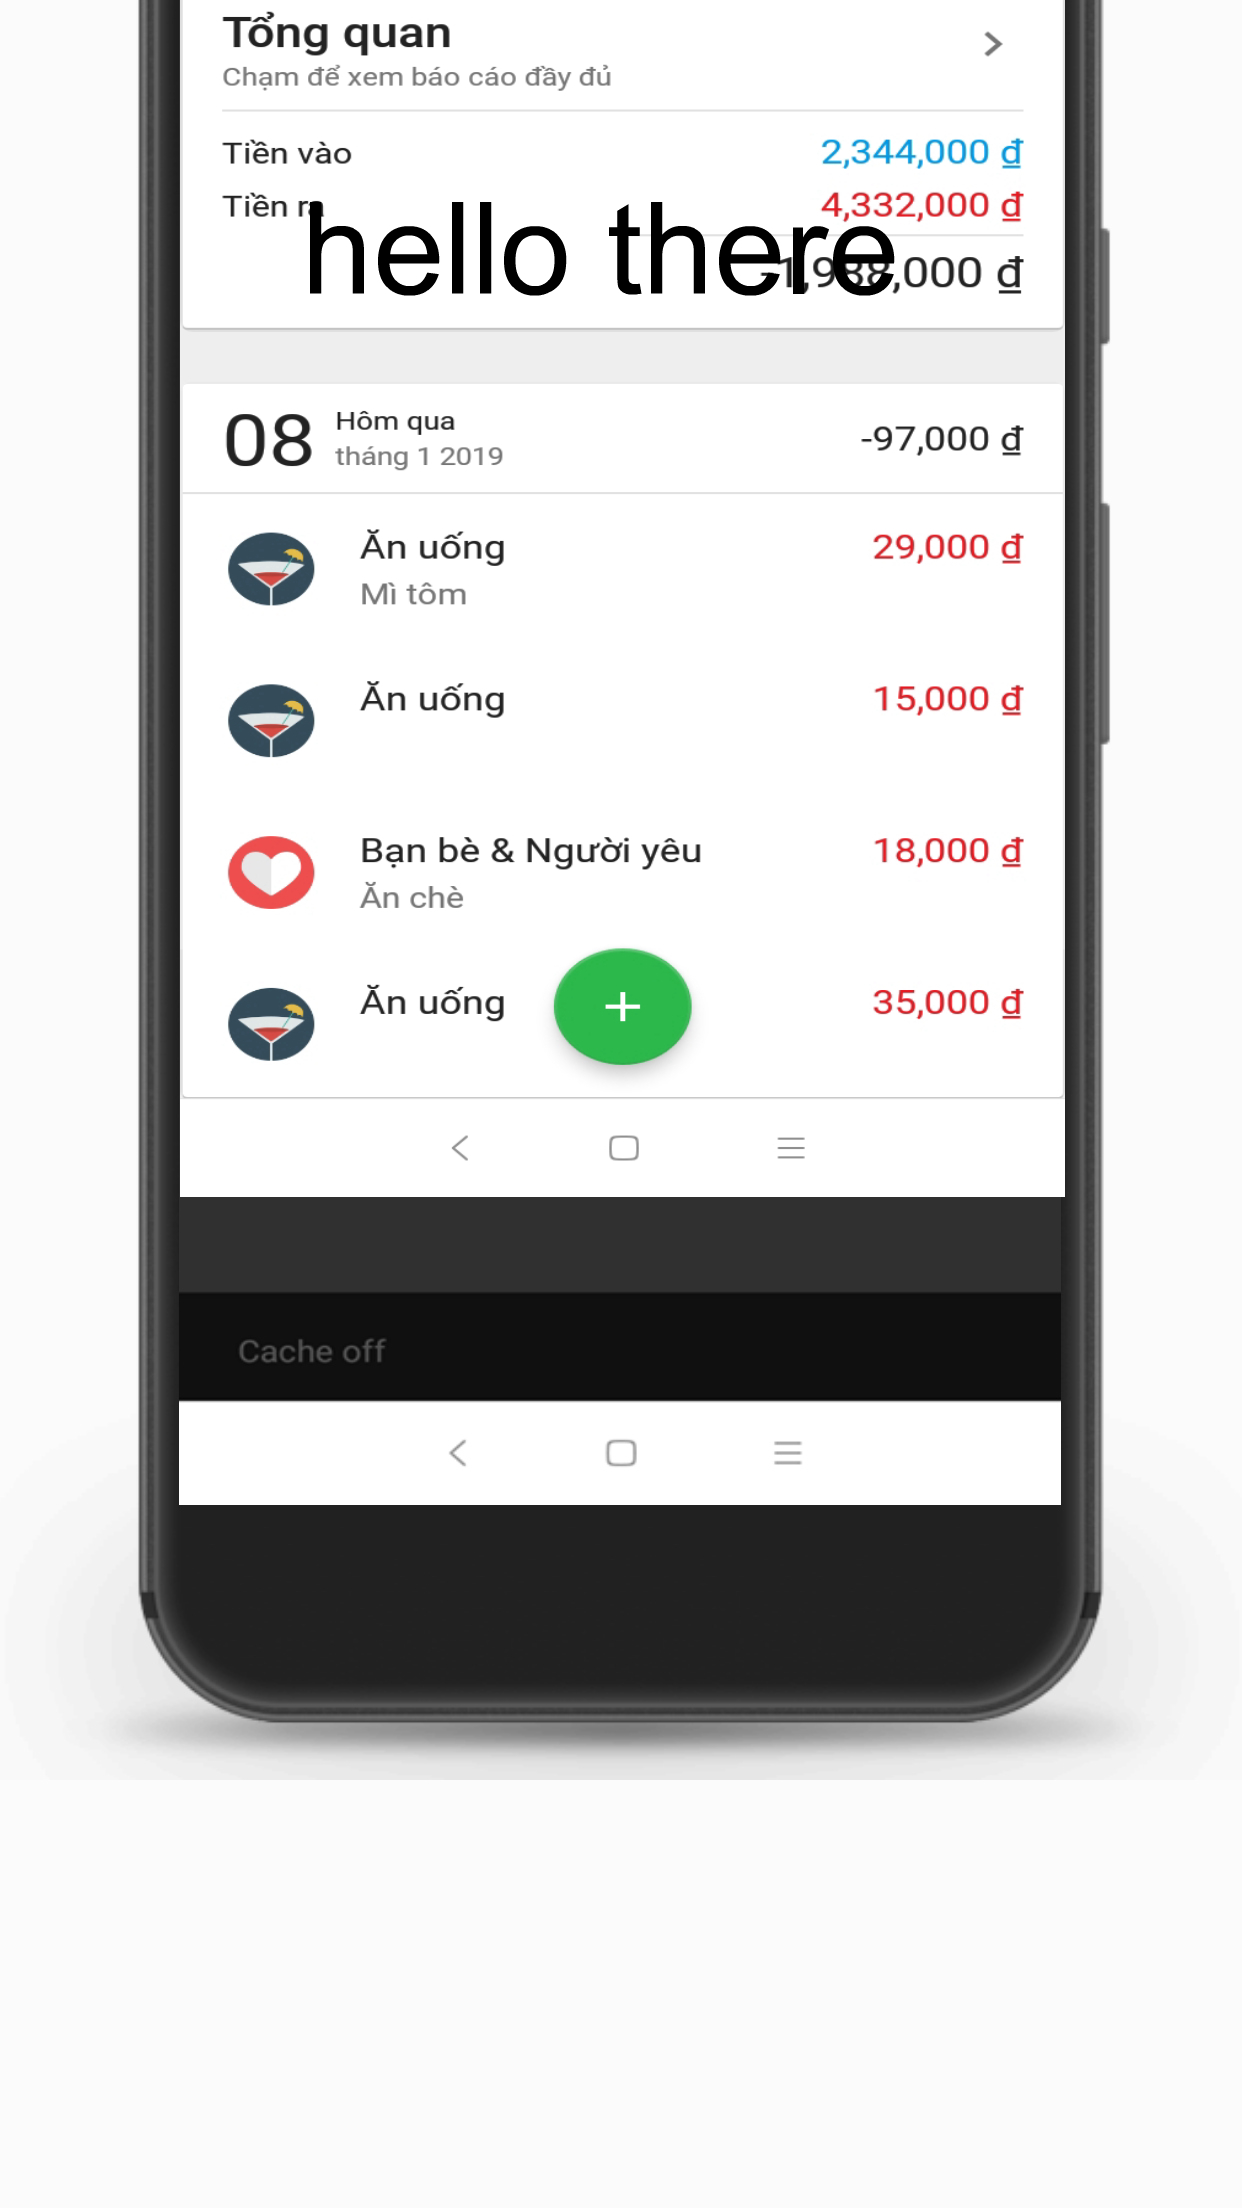 Tổng quan
Chạm để xem báo cáo đầy đủ
Tiền vào 2,344,000 ₫
Tiền ra 4,332,000 ₫
hello there
-1,988,000 ₫
08 Hôm qua
tháng 1 2019
-97,000 ₫
Ăn uống 29,000 ₫
Mì tôm
Ăn uống 15,000 ₫
Bạn bè & Người yêu 18,000 ₫
Ăn chè
Ăn uống 35,000 ₫
Cache off